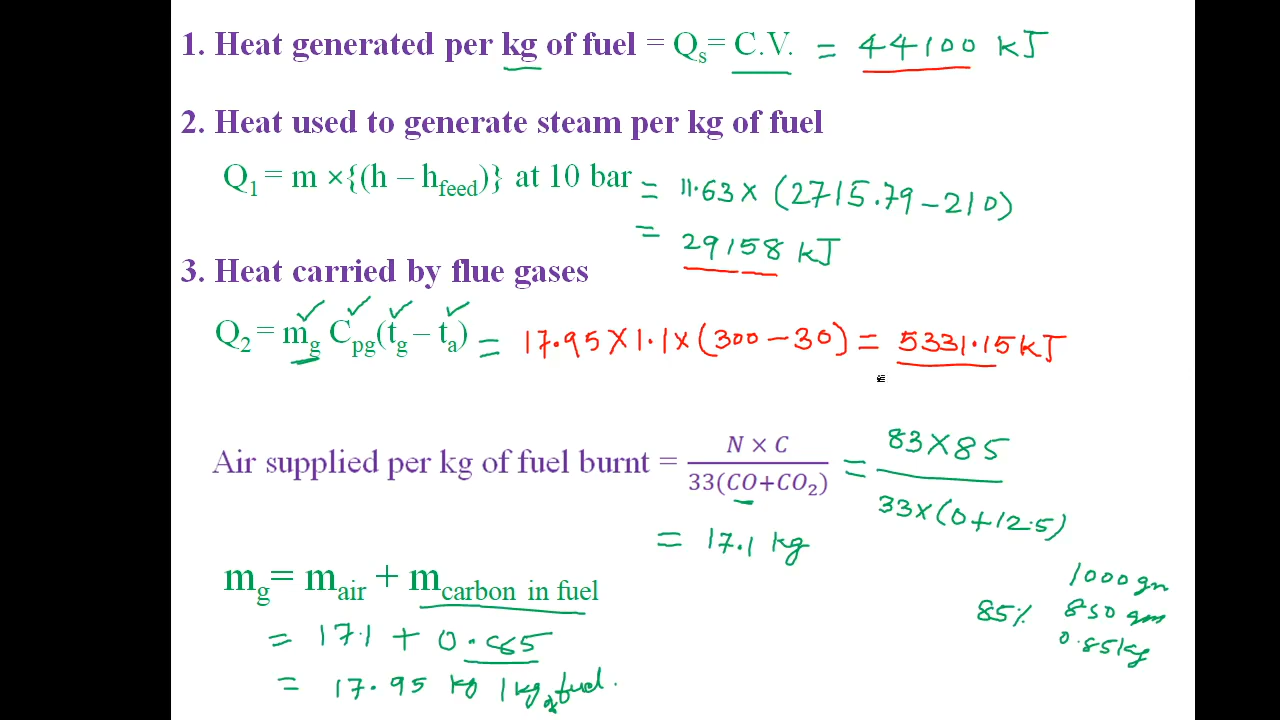 1. Heat generated per kg of fuel = Qs= C.V. = 44100 kJ
2. Heat used to generate steam per kg of fuel
Q1 = m ×{(h – hfeed)} at 10 bar = 11.63 × (2715.79 – 210)
= 29158 kJ
3. Heat carried by flue gases
Q2 = mg Cpg(tg – ta) = 17.95 × 1.1 × (300 – 30) = 5331.15 kJ
Air supplied per kg of fuel burnt = N × C / 33(CO+CO2) = 83 × 85 / 33 × (0 + 12.5)
= 17.1 kg
mg= mair + mcarbon in fuel
1000 gm
85% 850 gm
0.85 kg
= 17.1 + 0.85
= 17.95 kg / kg of fuel.